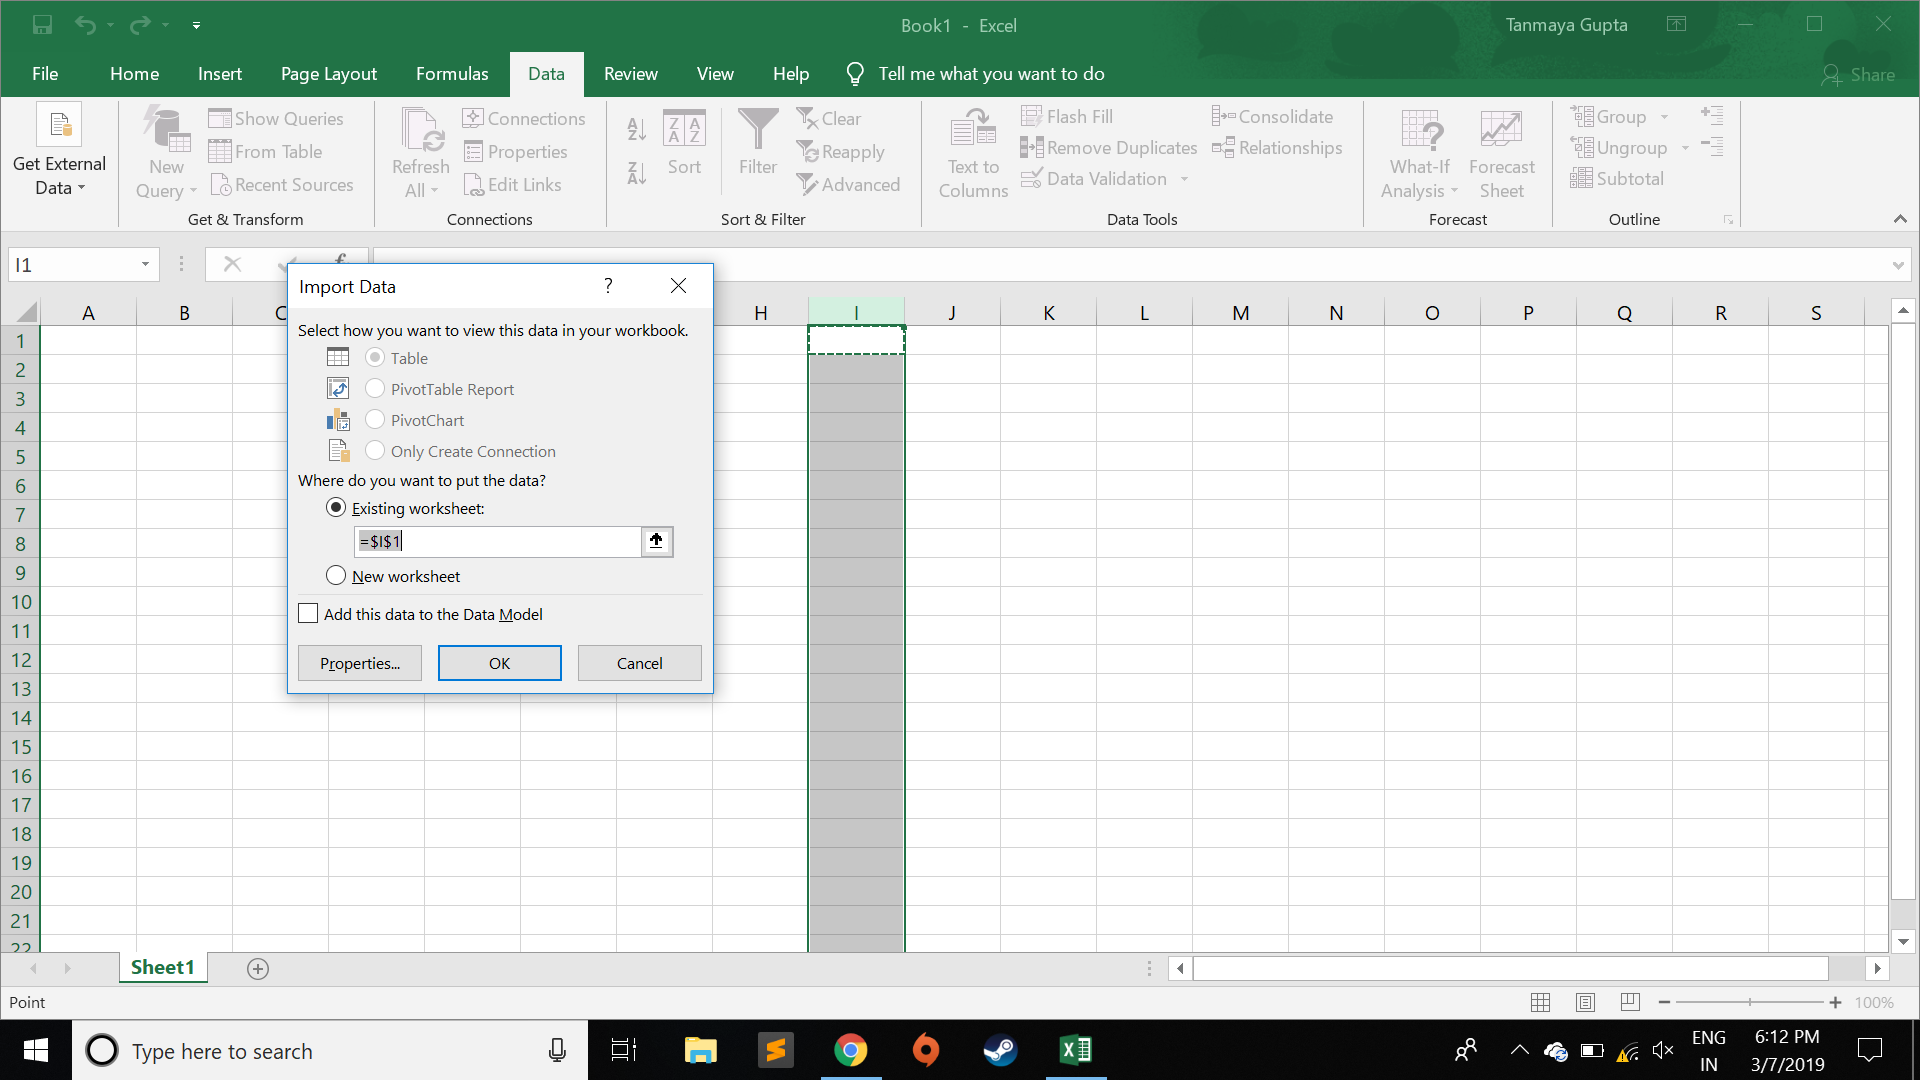 Book1 - Excel
Tanmaya Gupta
File Home Insert Page Layout Formulas Data Review View Help Tell me what you want to do Share
Get External Data
New Query
Show Queries
From Table
Recent Sources
Get & Transform
Refresh All
Connections
Properties
Edit Links
Connections
A Z
Z A
Z A A Z
Sort
Filter
Clear
Reapply
Advanced
Sort & Filter
Text to Columns
Flash Fill
Remove Duplicates
Data Validation
Consolidate
Relationships
Data Tools
What-If Analysis
Forecast Sheet
Forecast
Group
Ungroup
Subtotal
Outline
I1
A B C H I J K L M N O P Q R S
1
2
3
4
5
6
7
8
9
10
11
12
13
14
15
16
17
18
19
20
21
22
Import Data ?
Select how you want to view this data in your workbook.
Table
PivotTable Report
PivotChart
Only Create Connection
Where do you want to put the data?
Existing worksheet:
=$I$1
New worksheet
Add this data to the Data Model
Properties... OK Cancel
Sheet1
Point
100%
Type here to search
ENG
IN
6:12 PM
3/7/2019